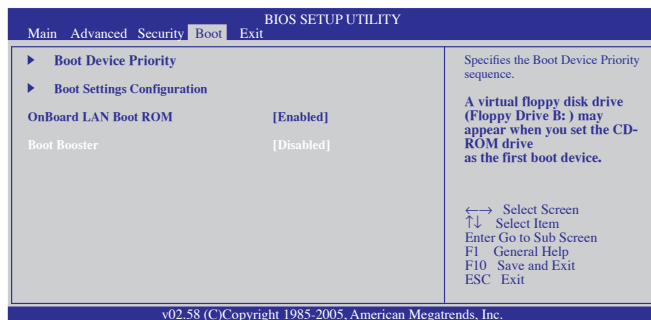 BIOS SETUP UTILITY
Main Advanced Security Boot Exit
Boot Device Priority
Boot Settings Configuration
OnBoard LAN Boot ROM [Enabled]
Boot Booster [Disabled]
Specifies the Boot Device Priority
sequence.
A virtual floppy disk drive
(Floppy Drive B: ) may
appear when you set the CD-
ROM drive
as the first boot device.
←→ Select Screen
↑↓ Select Item
Enter Go to Sub Screen
F1 General Help
F10 Save and Exit
ESC Exit
v02.58 (C)Copyright 1985-2005, American Megatrends, Inc.